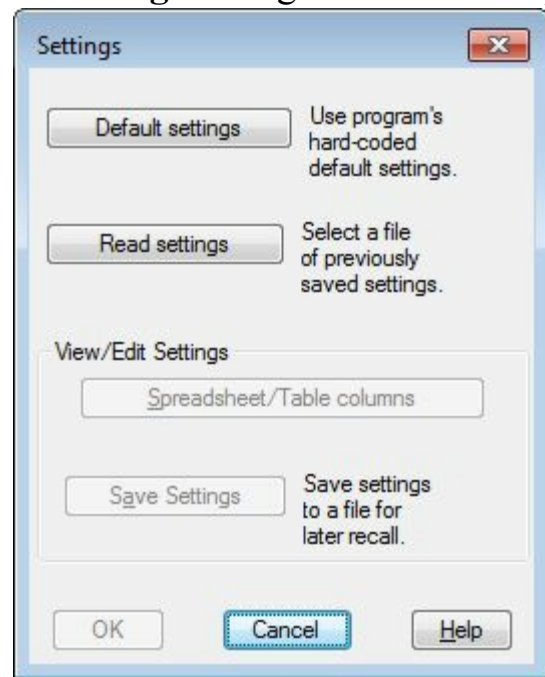 Settings
Default settings
Use program's
hard-coded
default settings.
Read settings
Select a file
of previously
saved settings.
View/Edit Settings
Spreadsheet/Table columns
Save Settings
Save settings
to a file for
later recall.
OK
Cancel
Help